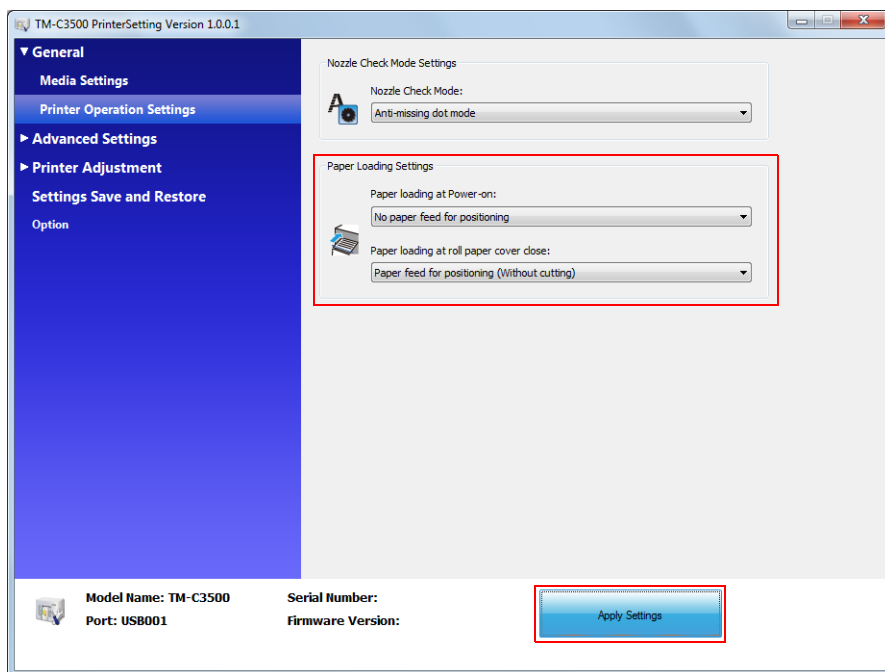 TM-C3500 PrinterSetting Version 1.0.0.1
General
Media Settings
Printer Operation Settings
Advanced Settings
Printer Adjustment
Settings Save and Restore
Option
Nozzle Check Mode Settings
Nozzle Check Mode:
Anti-missing dot mode
Paper Loading Settings
Paper loading at Power-on:
No paper feed for positioning
Paper loading at roll paper cover close:
Paper feed for positioning (Without cutting)
Model Name: TM-C3500
Port: USB001
Serial Number:
Firmware Version:
Apply Settings